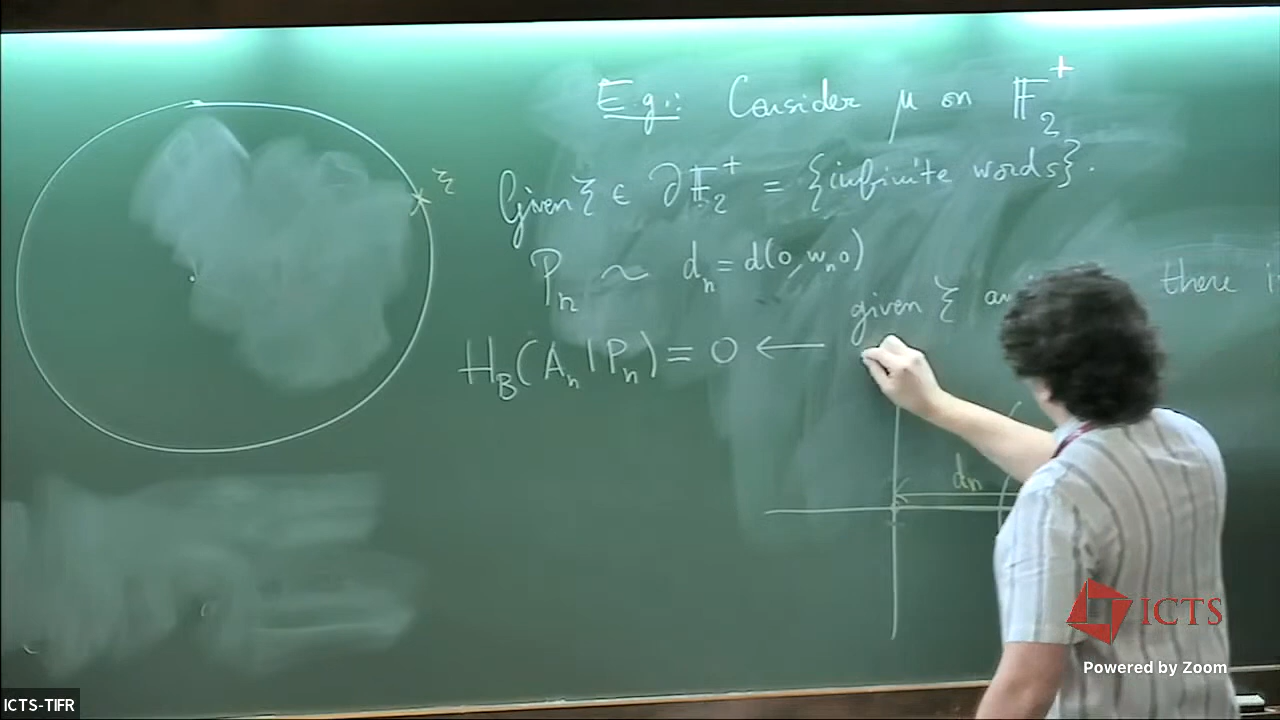 E.g.: Consider μ on 𝔽₂⁺
Given ξ ∈ ∂𝔽₂⁺ = {infinite words}.
Pₙ ~ dₙ = d(o, wₙo)
given ξ there
H_B(Aₙ|Pₙ) = 0 ←
ξ
dₙ
ICTS
Powered by Zoom
ICTS-TIFR